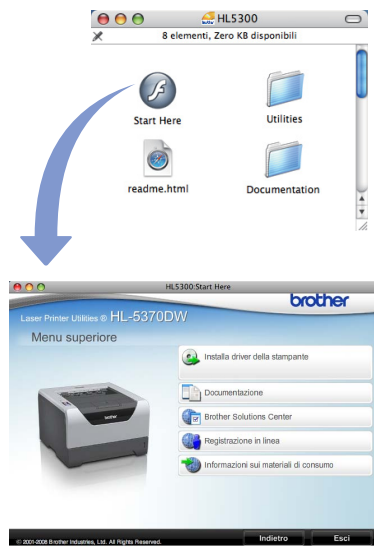 HL5300
8 elementi, Zero KB disponibili
Start Here
Utilities
readme.html
Documentation
HL5300:Start Here
brother
Laser Printer Utilities ® HL-5370DW
Menu superiore
Installa driver della stampante
Documentazione
Brother Solutions Center
Registrazione in linea
Informazioni sui materiali di consumo
brother
© 2001-2008 Brother Industries, Ltd. All Rights Reserved.
Indietro
Esci